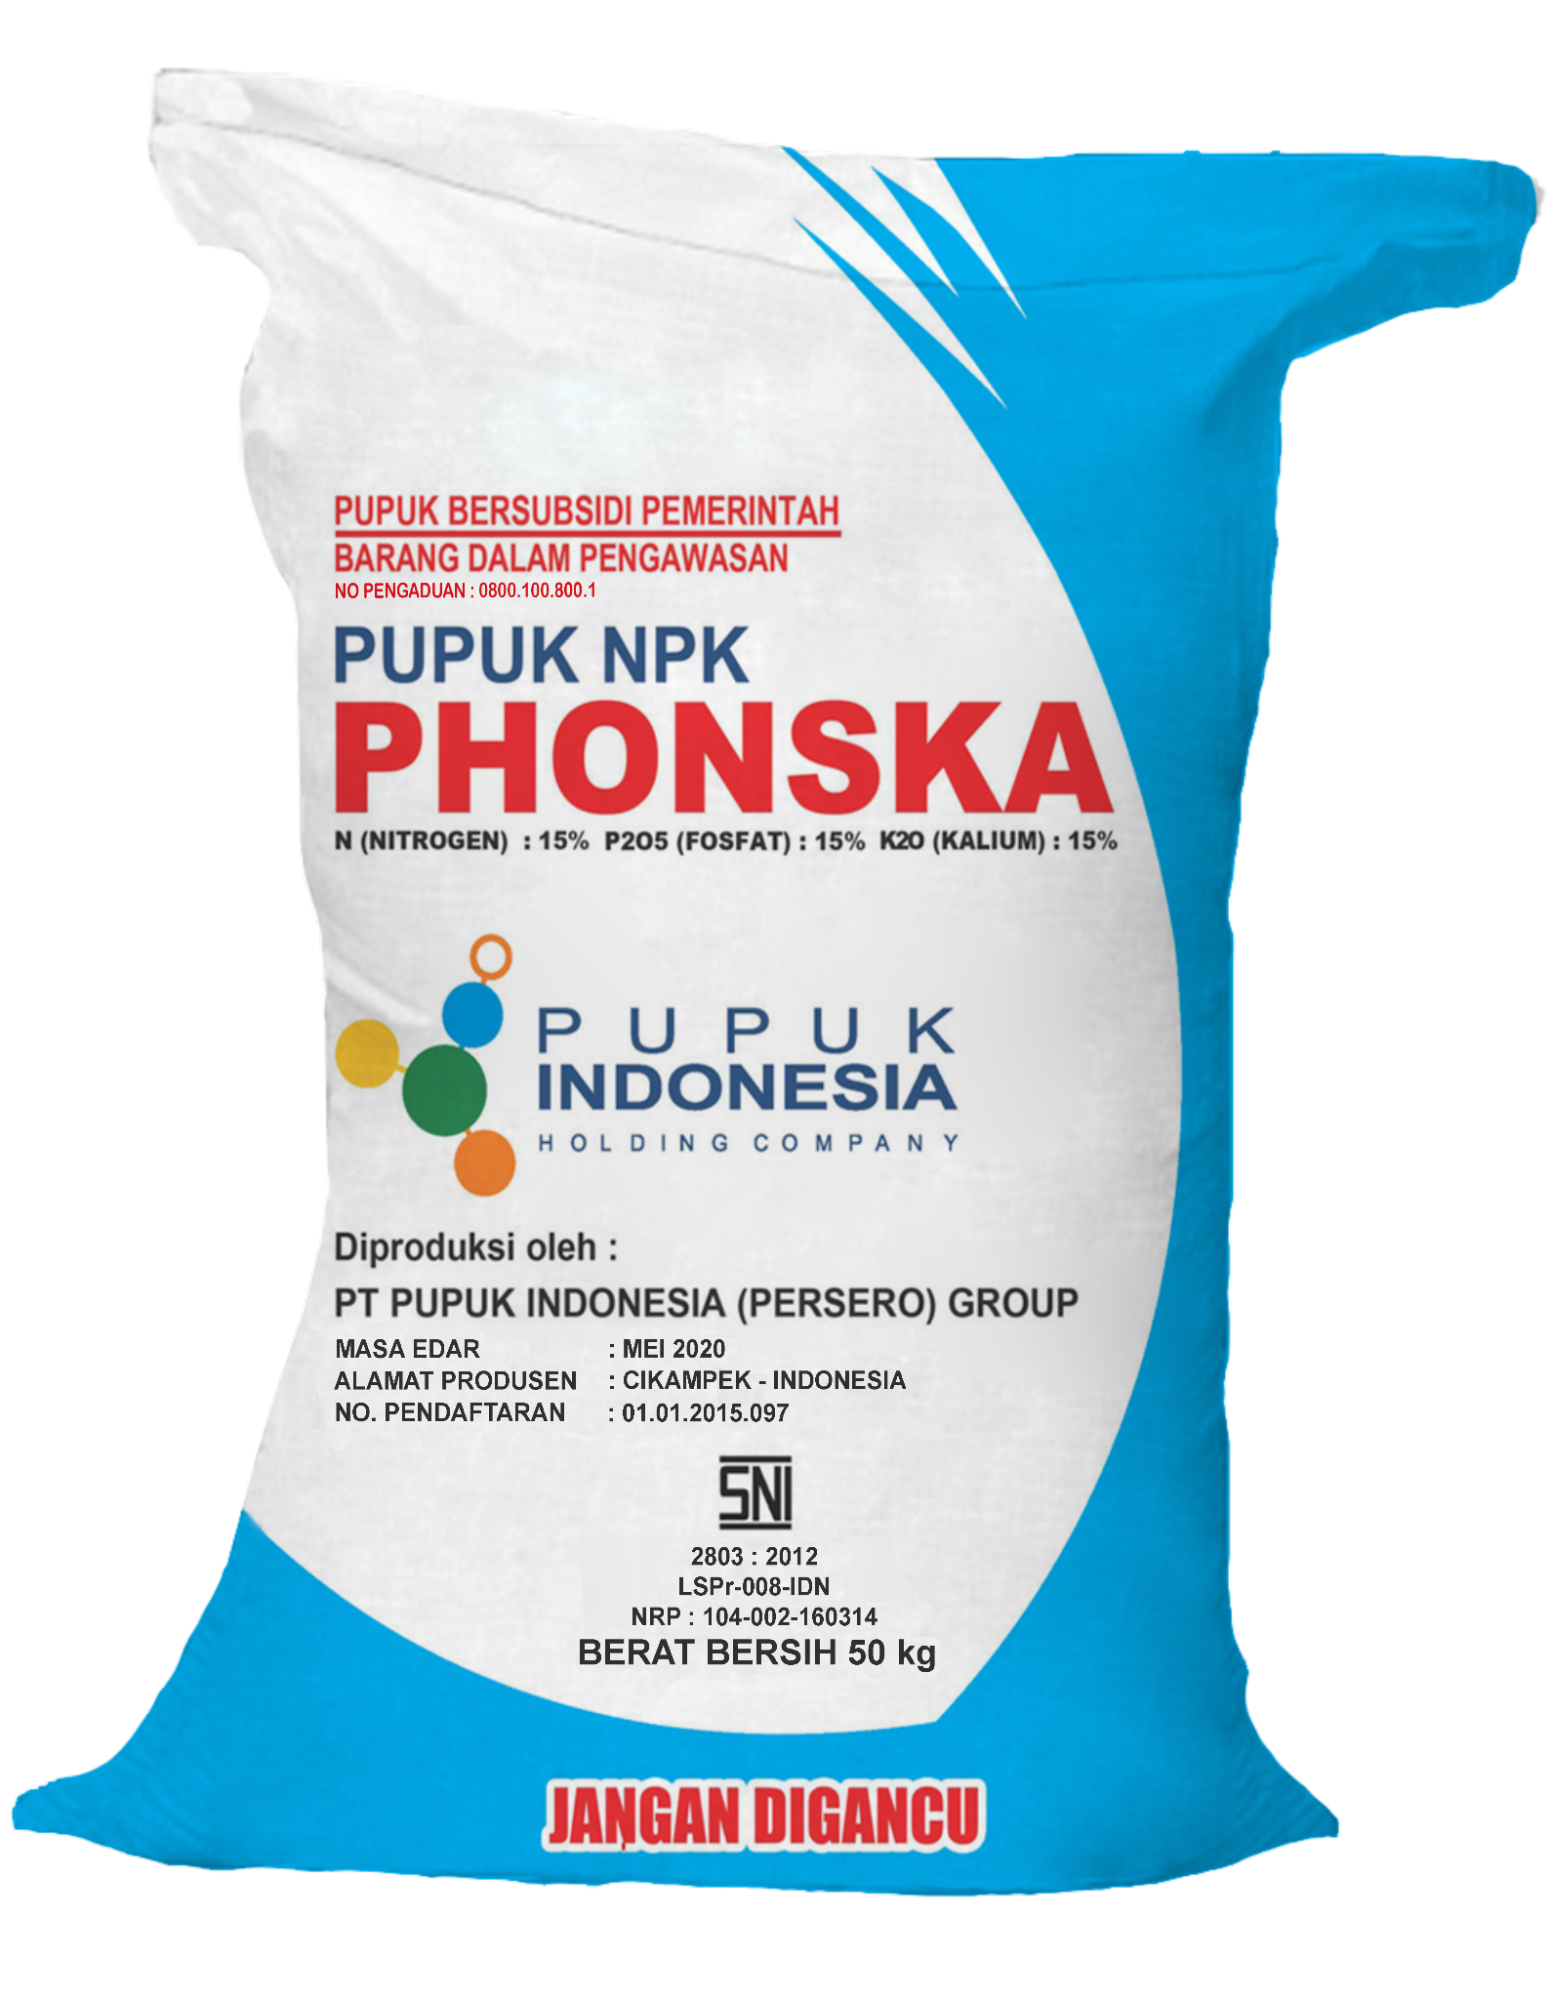 PUPUK BERSUBSIDI PEMERINTAH
BARANG DALAM PENGAWASAN
NO PENGADUAN : 0800.100.800.1
PUPUK NPK
PHONSKA
N (NITROGEN) : 15% P2O5 (FOSFAT) : 15% K2O (KALIUM) : 15%
PUPUK
INDONESIA
HOLDING COMPANY
Diproduksi oleh :
PT PUPUK INDONESIA (PERSERO) GROUP
MASA EDAR : MEI 2020
ALAMAT PRODUSEN : CIKAMPEK - INDONESIA
NO. PENDAFTARAN : 01.01.2015.097
SNI
2803 : 2012
LSPr-008-IDN
NRP : 104-002-160314
BERAT BERSIH 50 kg
JANGAN DIGANCU